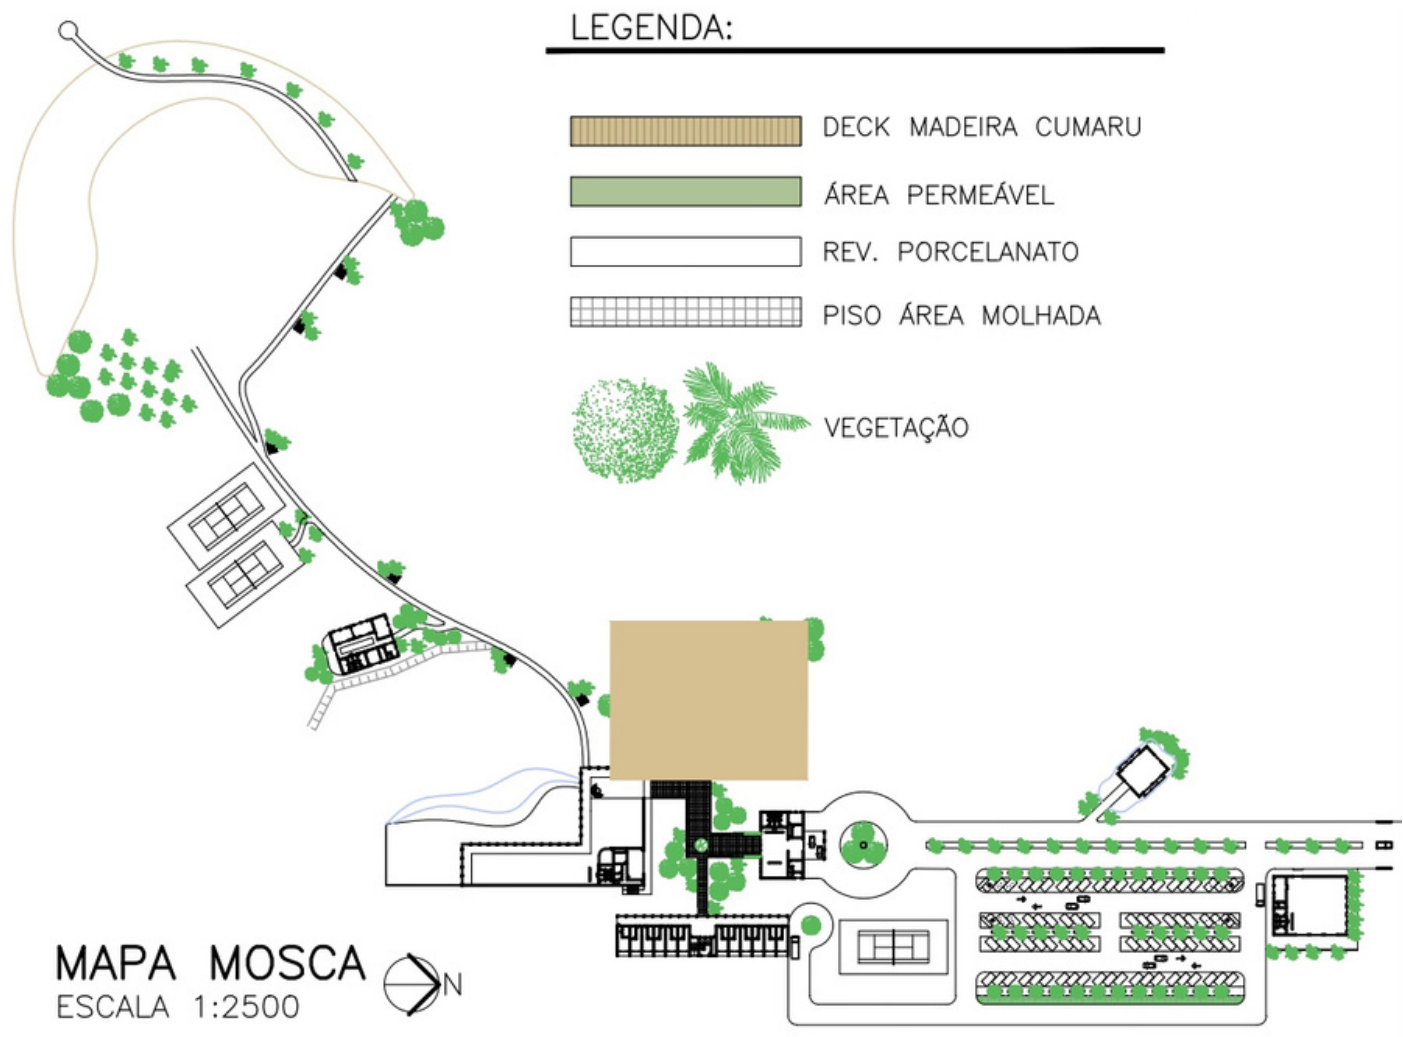 LEGENDA:
DECK MADEIRA CUMARU
ÁREA PERMEÁVEL
REV. PORCELANATO
PISO ÁREA MOLHADA
VEGETAÇÃO
MAPA MOSCA
ESCALA 1:2500
N